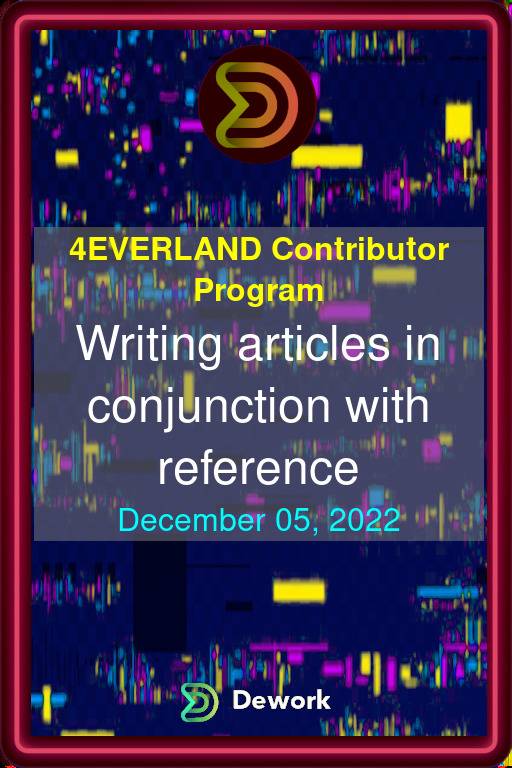 4EVERLAND Contributor
Program
Writing articles in
conjunction with
reference
December 05, 2022
Dework